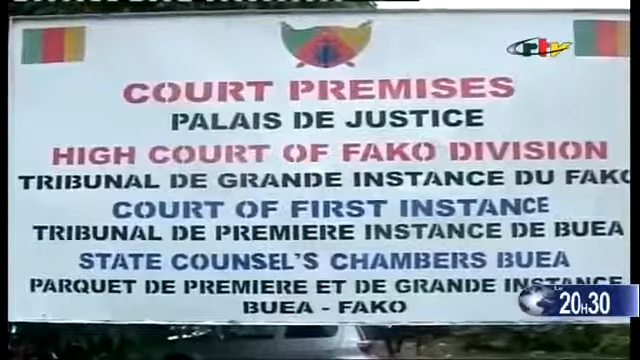 crtv
COURT PREMISES
PALAIS DE JUSTICE
HIGH COURT OF FAKO DIVISION
TRIBUNAL DE GRANDE INSTANCE DU FAKO
COURT OF FIRST INSTANCE
TRIBUNAL DE PREMIERE INSTANCE DE BUEA
STATE COUNSEL'S CHAMBERS BUEA
PARQUET DE PREMIERE ET DE GRANDE INSTANCE
BUEA - FAKO
Le
20H30